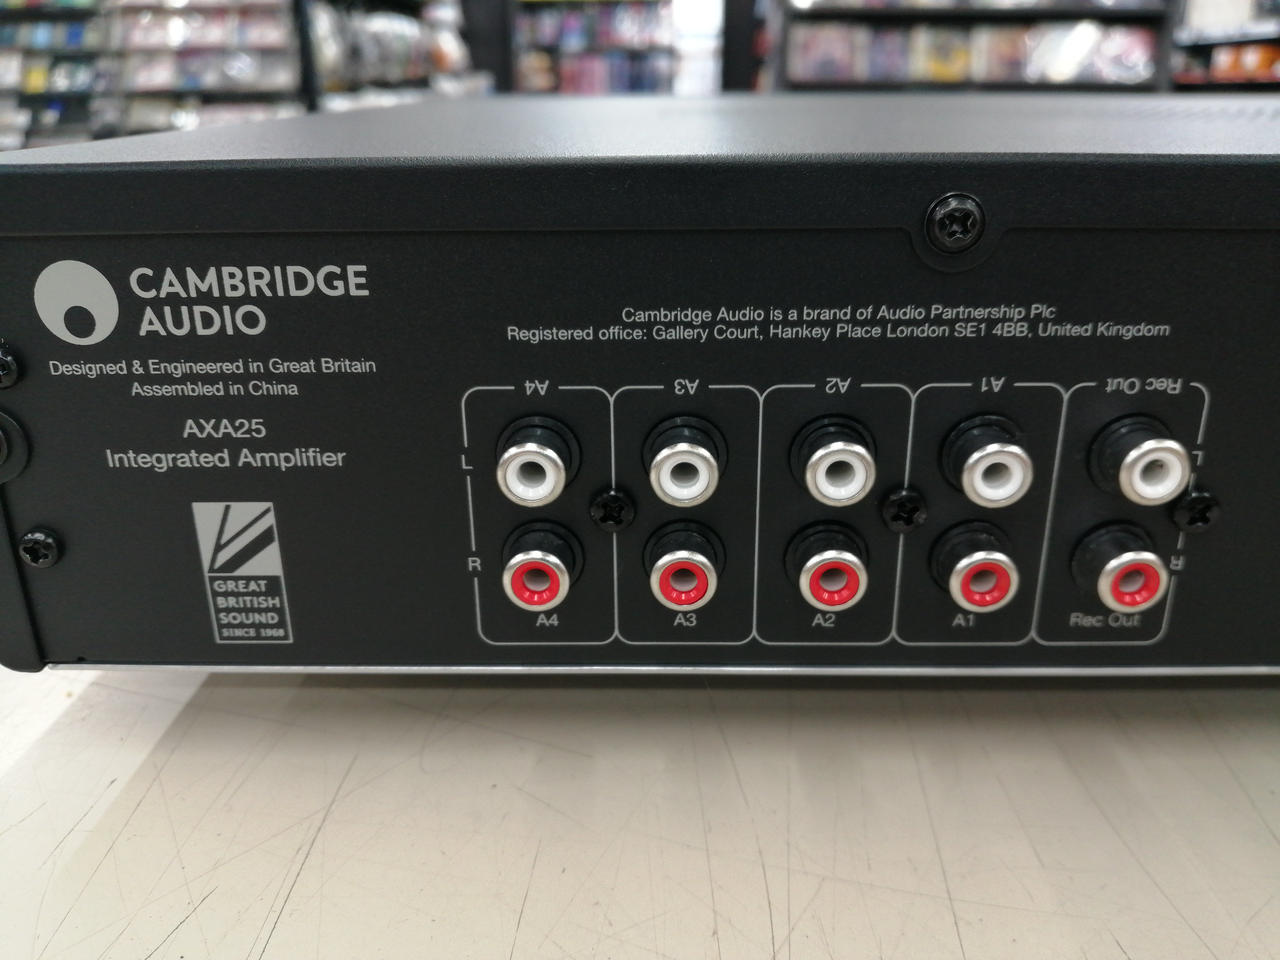 CAMBRIDGE
AUDIO
Designed & Engineered in Great Britain
Assembled in China
AXA25
Integrated Amplifier
GREAT
BRITISH
SOUND
SINCE 1968
Cambridge Audio is a brand of Audio Partnership Plc
Registered office: Gallery Court, Hankey Place London SE1 4BB, United Kingdom
A4 A3 A2 A1 Rec Out
L L
R R
A4 A3 A2 A1 Rec Out